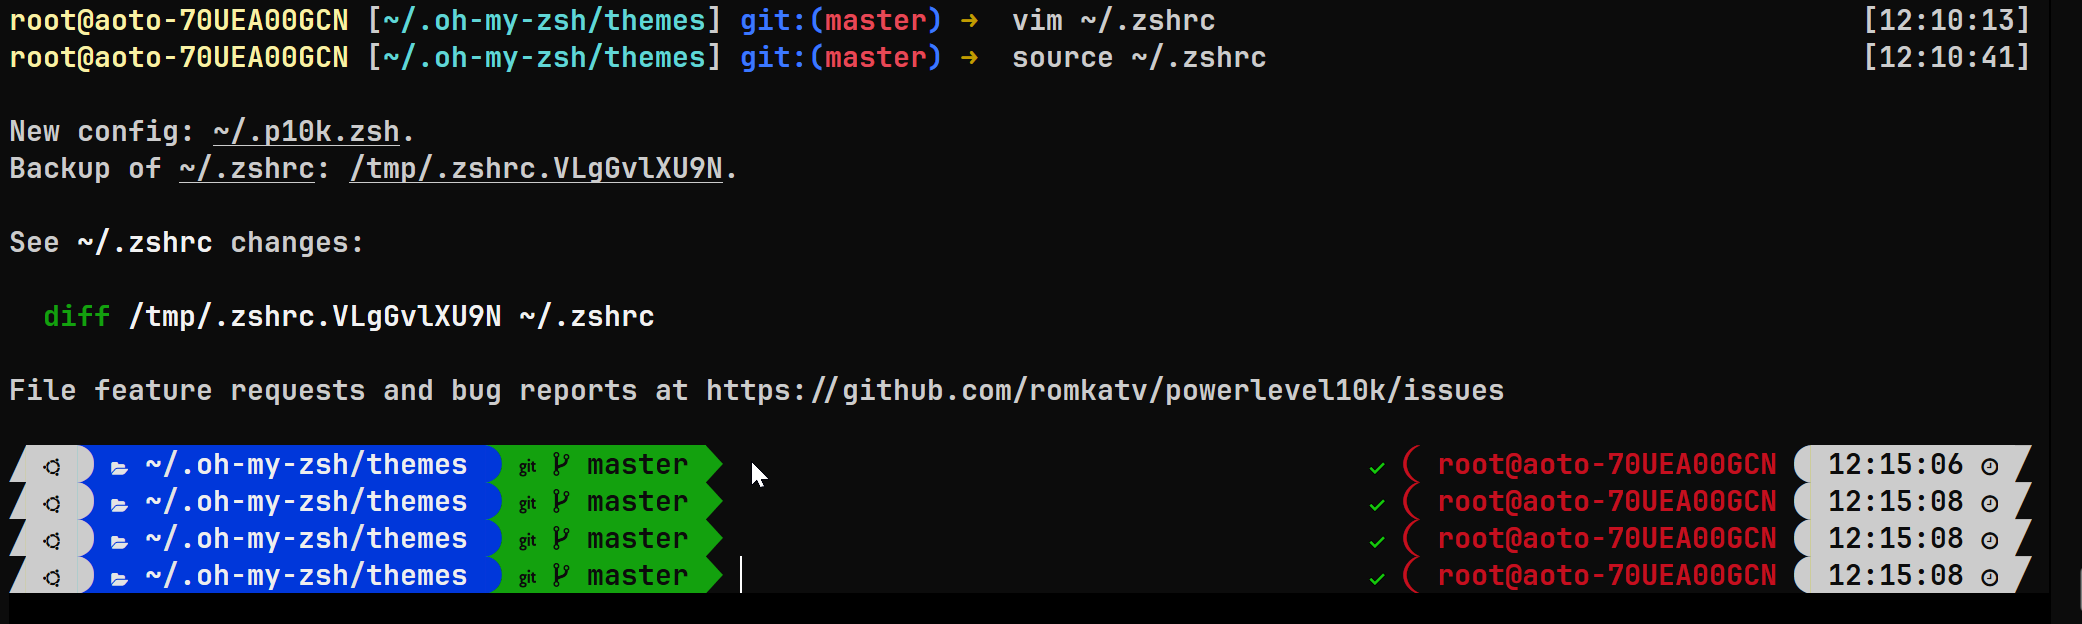 root@aoto-70UEA00GCN [~/.oh-my-zsh/themes] git:(master) → vim ~/.zshrc [12:10:13]
root@aoto-70UEA00GCN [~/.oh-my-zsh/themes] git:(master) → source ~/.zshrc [12:10:41]
New config: ~/.p10k.zsh.
Backup of ~/.zshrc: /tmp/.zshrc.VLgGvlXU9N.
See ~/.zshrc changes:
diff /tmp/.zshrc.VLgGvlXU9N ~/.zshrc
File feature requests and bug reports at https://github.com/romkatv/powerlevel10k/issues
~/.oh-my-zsh/themes git master ✓ root@aoto-70UEA00GCN 12:15:06
~/.oh-my-zsh/themes git master ✓ root@aoto-70UEA00GCN 12:15:08
~/.oh-my-zsh/themes git master ✓ root@aoto-70UEA00GCN 12:15:08
~/.oh-my-zsh/themes git master ✓ root@aoto-70UEA00GCN 12:15:08